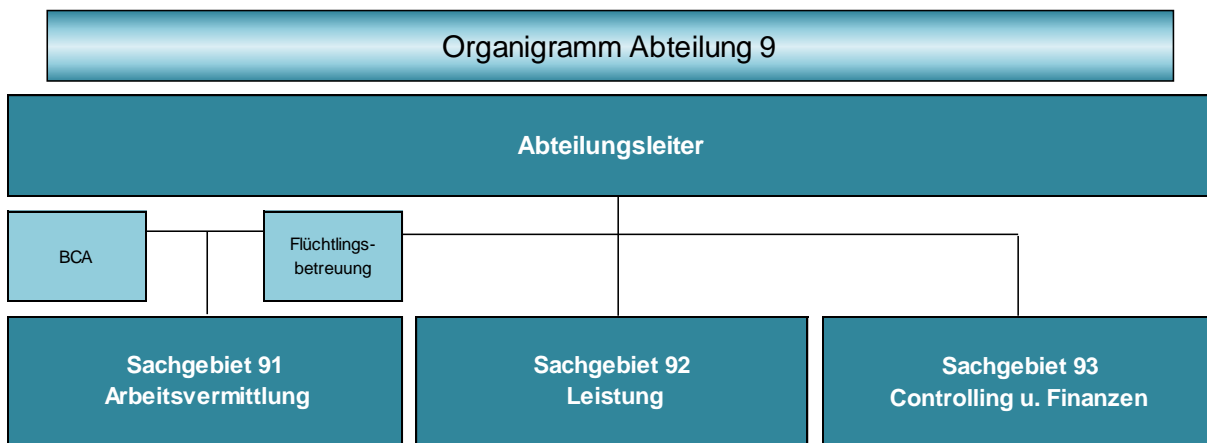 Organigramm Abteilung 9
Abteilungsleiter
BCA
Flüchtlings-
betreuung
Sachgebiet 91
Arbeitsvermittlung
Sachgebiet 92
Leistung
Sachgebiet 93
Controlling u. Finanzen